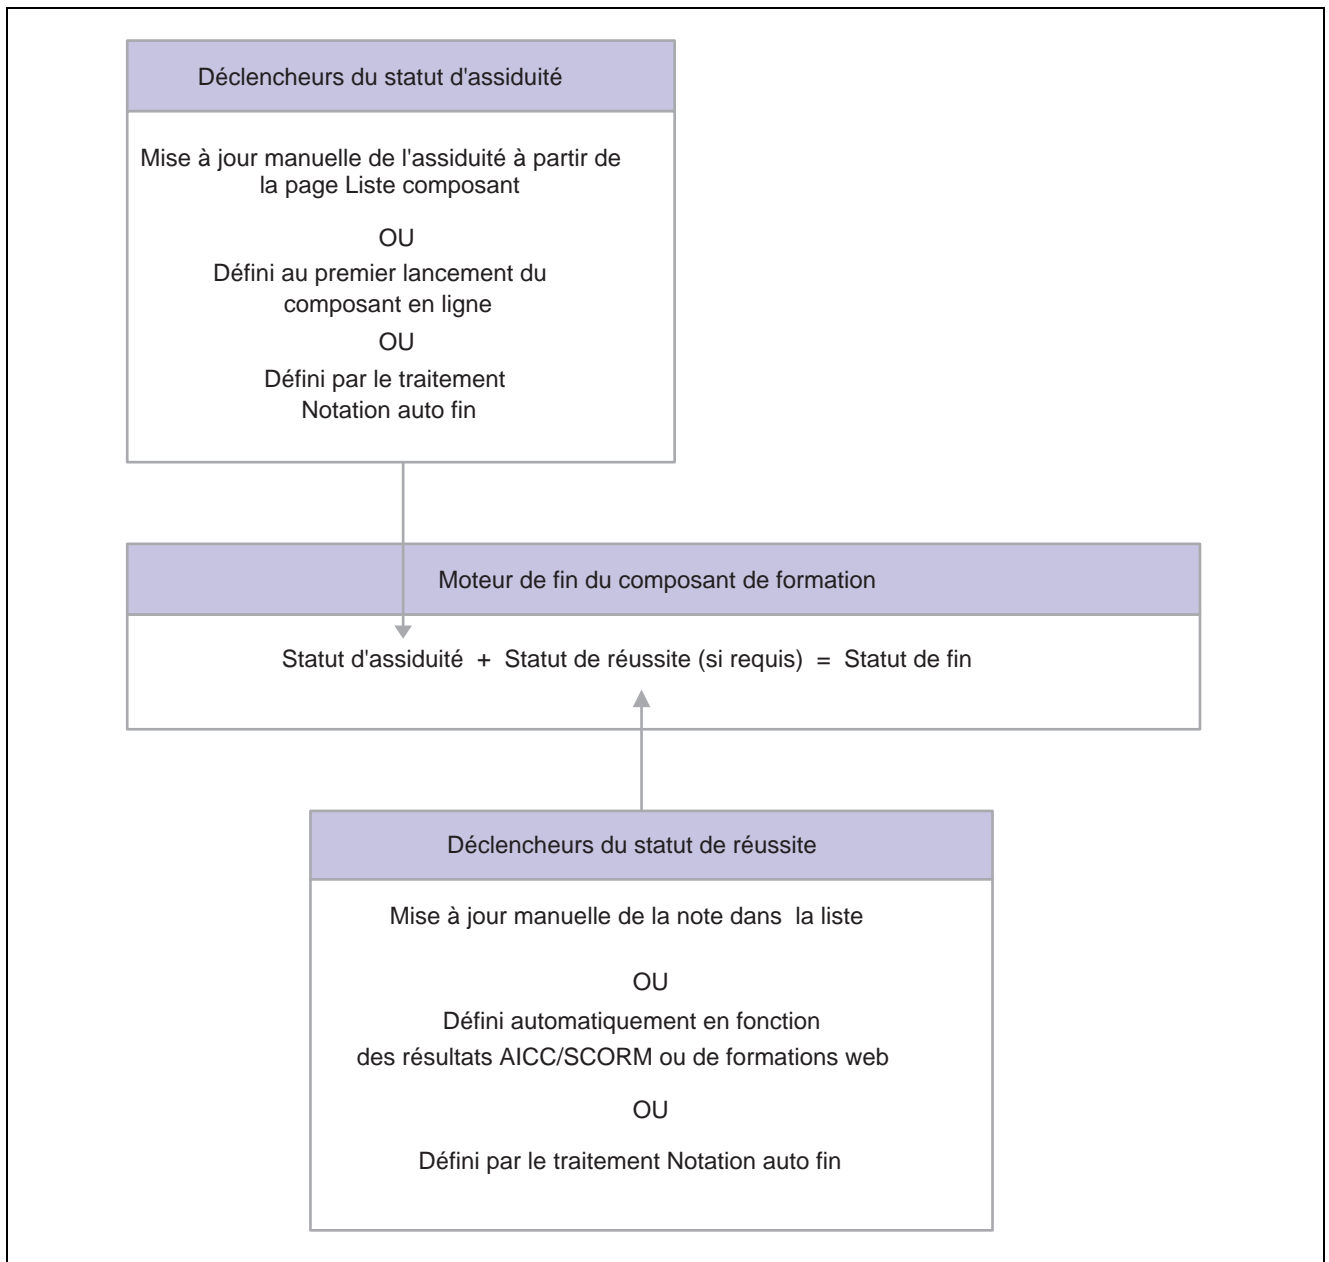 Déclencheurs du statut d'assiduité
Mise à jour manuelle de l'assiduité à partir de
la page Liste composant
OU
Défini au premier lancement du
composant en ligne
OU
Défini par le traitement
Notation auto fin
Moteur de fin du composant de formation
Statut d'assiduité + Statut de réussite (si requis) = Statut de fin
Déclencheurs du statut de réussite
Mise à jour manuelle de la note dans la liste
OU
Défini automatiquement en fonction
des résultats AICC/SCORM ou de formations web
OU
Défini par le traitement Notation auto fin